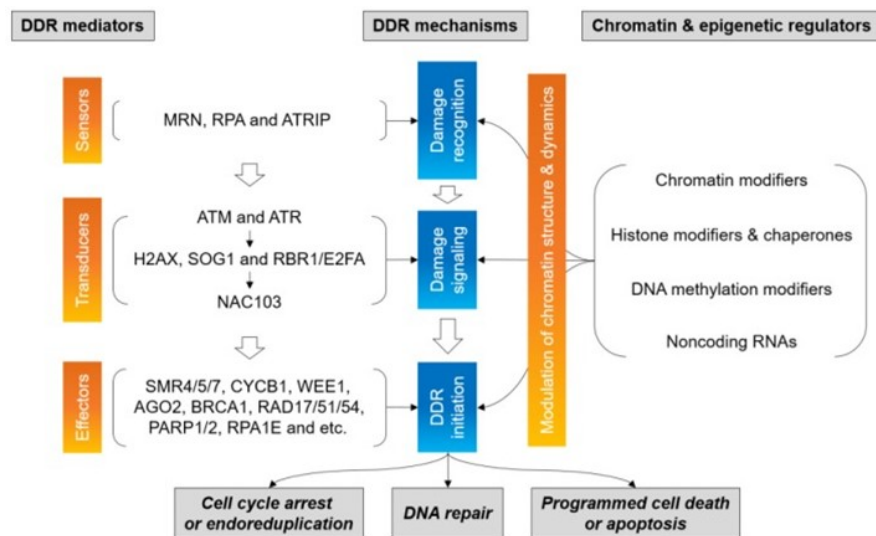 DDR mediators
DDR mechanisms
Chromatin & epigenetic regulators
Sensors
MRN, RPA and ATRIP
Damage
recognition
Transducers
ATM and ATR
H2AX, SOG1 and RBR1/E2FA
NAC103
Damage
signaling
Effectors
SMR4/5/7, CYCB1, WEE1,
AGO2, BRCA1, RAD17/51/54,
PARP1/2, RPA1E and etc.
DDR
initiation
Modulation of chromatin structure & dynamics
Chromatin modifiers
Histone modifiers & chaperones
DNA methylation modifiers
Noncoding RNAs
Cell cycle arrest
or endoreduplication
DNA repair
Programmed cell death
or apoptosis